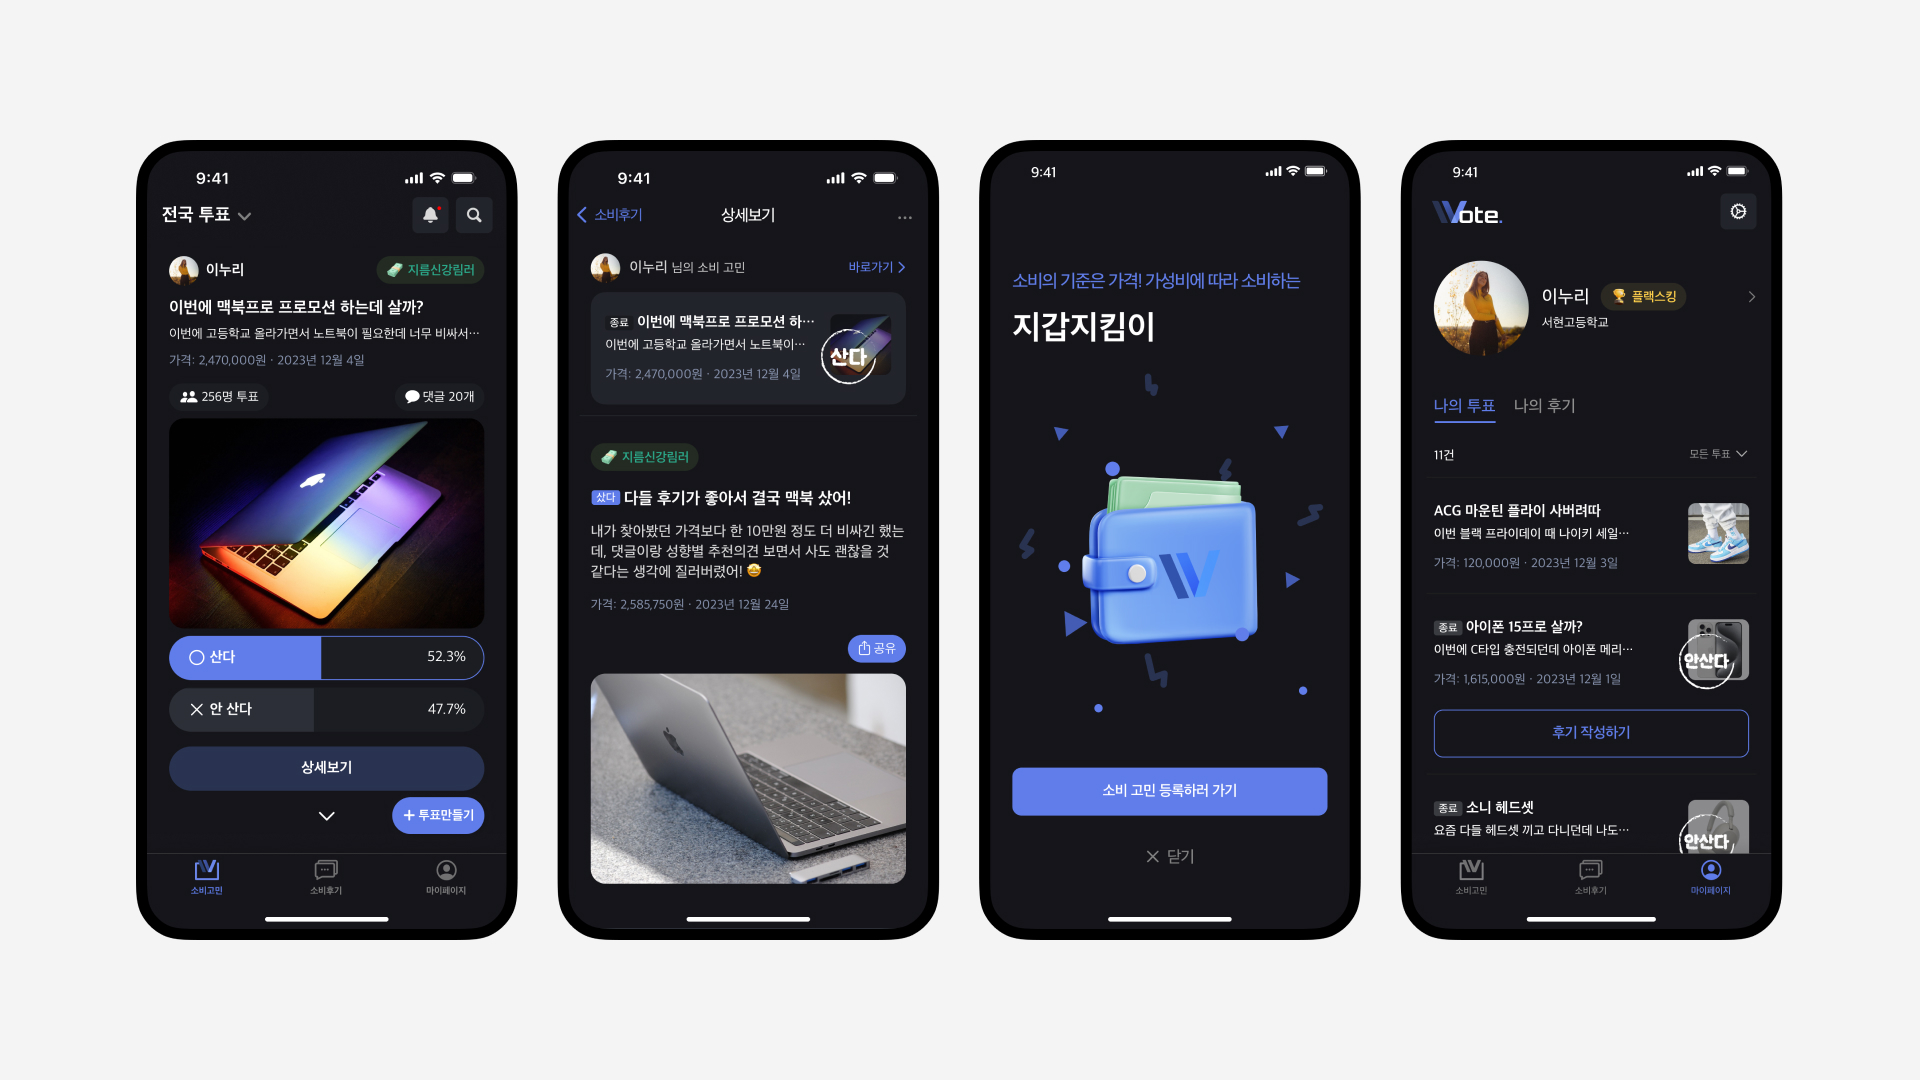 9:41
전국 투표
이누리
지름신강림러
이번에 맥북프로 프로모션 하는데 살까?
이번에 고등학교 올라가면서 노트북이 필요한데 너무 비싸서…
가격: 2,470,000원 · 2023년 12월 4일
256명 투표
댓글 20개
산다
52.3%
안 산다
47.7%
상세보기
+ 투표만들기
소비고민
소비후기
마이페이지
9:41
소비후기
상세보기
...
이누리 님의 소비 고민
바로가기
종료 이번에 맥북프로 프로모션 하…
이번에 고등학교 올라가면서 노트북이…
가격: 2,470,000원 · 2023년 12월 4일
산다
지름신강림러
샀다 다들 후기가 좋아서 결국 맥북 샀어!
내가 찾아봤던 가격보다 한 10만원 정도 더 비싸긴 했는
데, 댓글이랑 성향별 추천의견 보면서 사도 괜찮을 것
같다는 생각에 질러버렸어! 🤩
가격: 2,585,750원 · 2023년 12월 24일
공유
9:41
소비의 기준은 가격! 가성비에 따라 소비하는
지갑지킴이
W
소비 고민 등록하러 가기
닫기
9:41
Vote.
이누리
플랙스킹
서현고등학교
나의 투표
나의 후기
11건
모든 투표
ACG 마운틴 플라이 사버려따
이번 블랙 프라이데이 때 나이키 세일…
가격: 120,000원 · 2023년 12월 3일
종료 아이폰 15프로 살까?
이번에 C타입 충전되던데 아이폰 메리…
가격: 1,615,000원 · 2023년 12월 1일
안산다
후기 작성하기
종료 소니 헤드셋
요즘 다들 헤드셋 끼고 다니던데 나도…
안산다
소비고민
소비후기
마이페이지